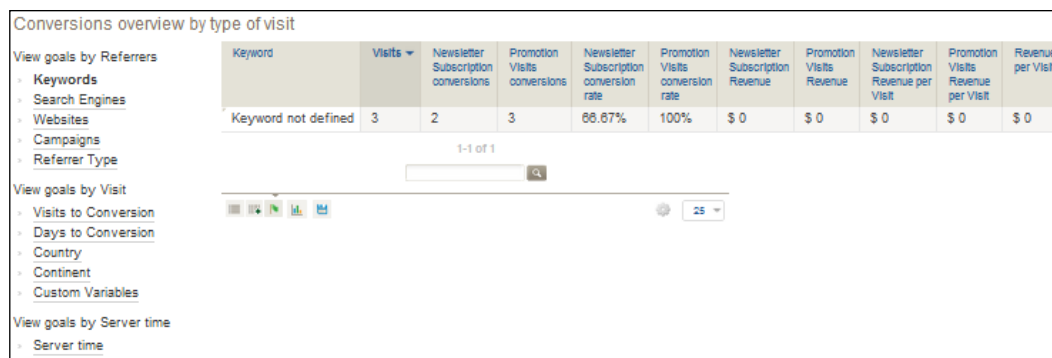 Conversions overview by type of visit
View goals by Referrers
Keywords
Search Engines
Websites
Campaigns
Referrer Type
View goals by Visit
Visits to Conversion
Days to Conversion
Country
Continent
Custom Variables
View goals by Server time
Server time
Keyword
Visits
Newsletter
Subscription
conversions
Promotion
Visits
conversions
Newsletter
Subscription
conversion
rate
Promotion
Visits
conversion
rate
Newsletter
Subscription
Revenue
Promotion
Visits
Revenue
Newsletter
Subscription
Revenue per
Visit
Promotion
Visits
Revenue
per Visit
Revenue
per Visit
Keyword not defined 3 2 3 66.67% 100% $ 0 $ 0 $ 0 $ 0 $ 0
1-1 of 1
25